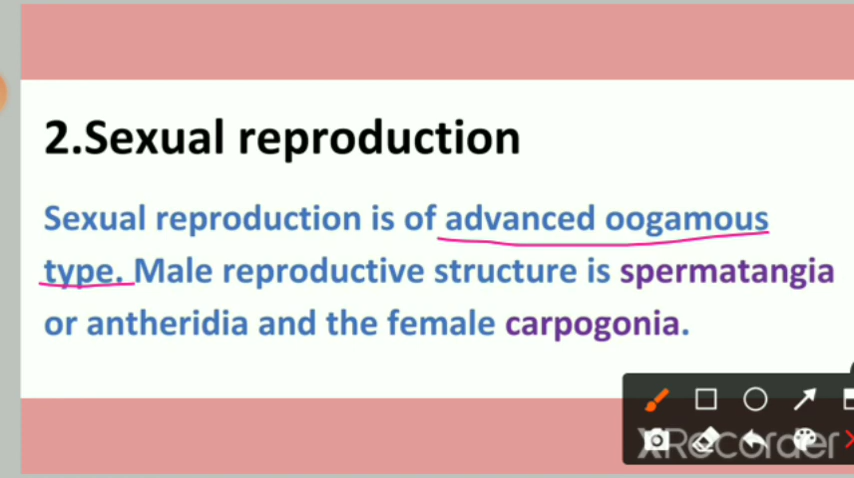 2.Sexual reproduction
Sexual reproduction is of advanced oogamous
type. Male reproductive structure is spermatangia
or antheridia and the female carpogonia.
XRecorder